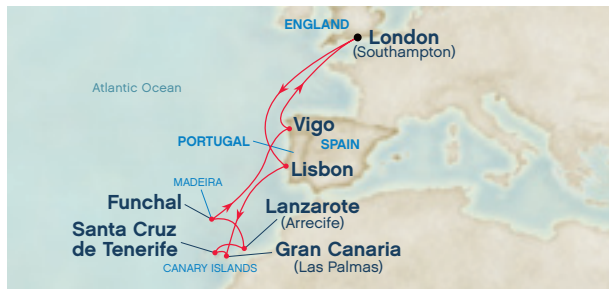 ENGLAND
London
(Southampton)
Atlantic Ocean
Vigo
PORTUGAL
SPAIN
Lisbon
MADEIRA
Funchal
Lanzarote
(Arrecife)
Santa Cruz
de Tenerife
Gran Canaria
(Las Palmas)
CANARY ISLANDS